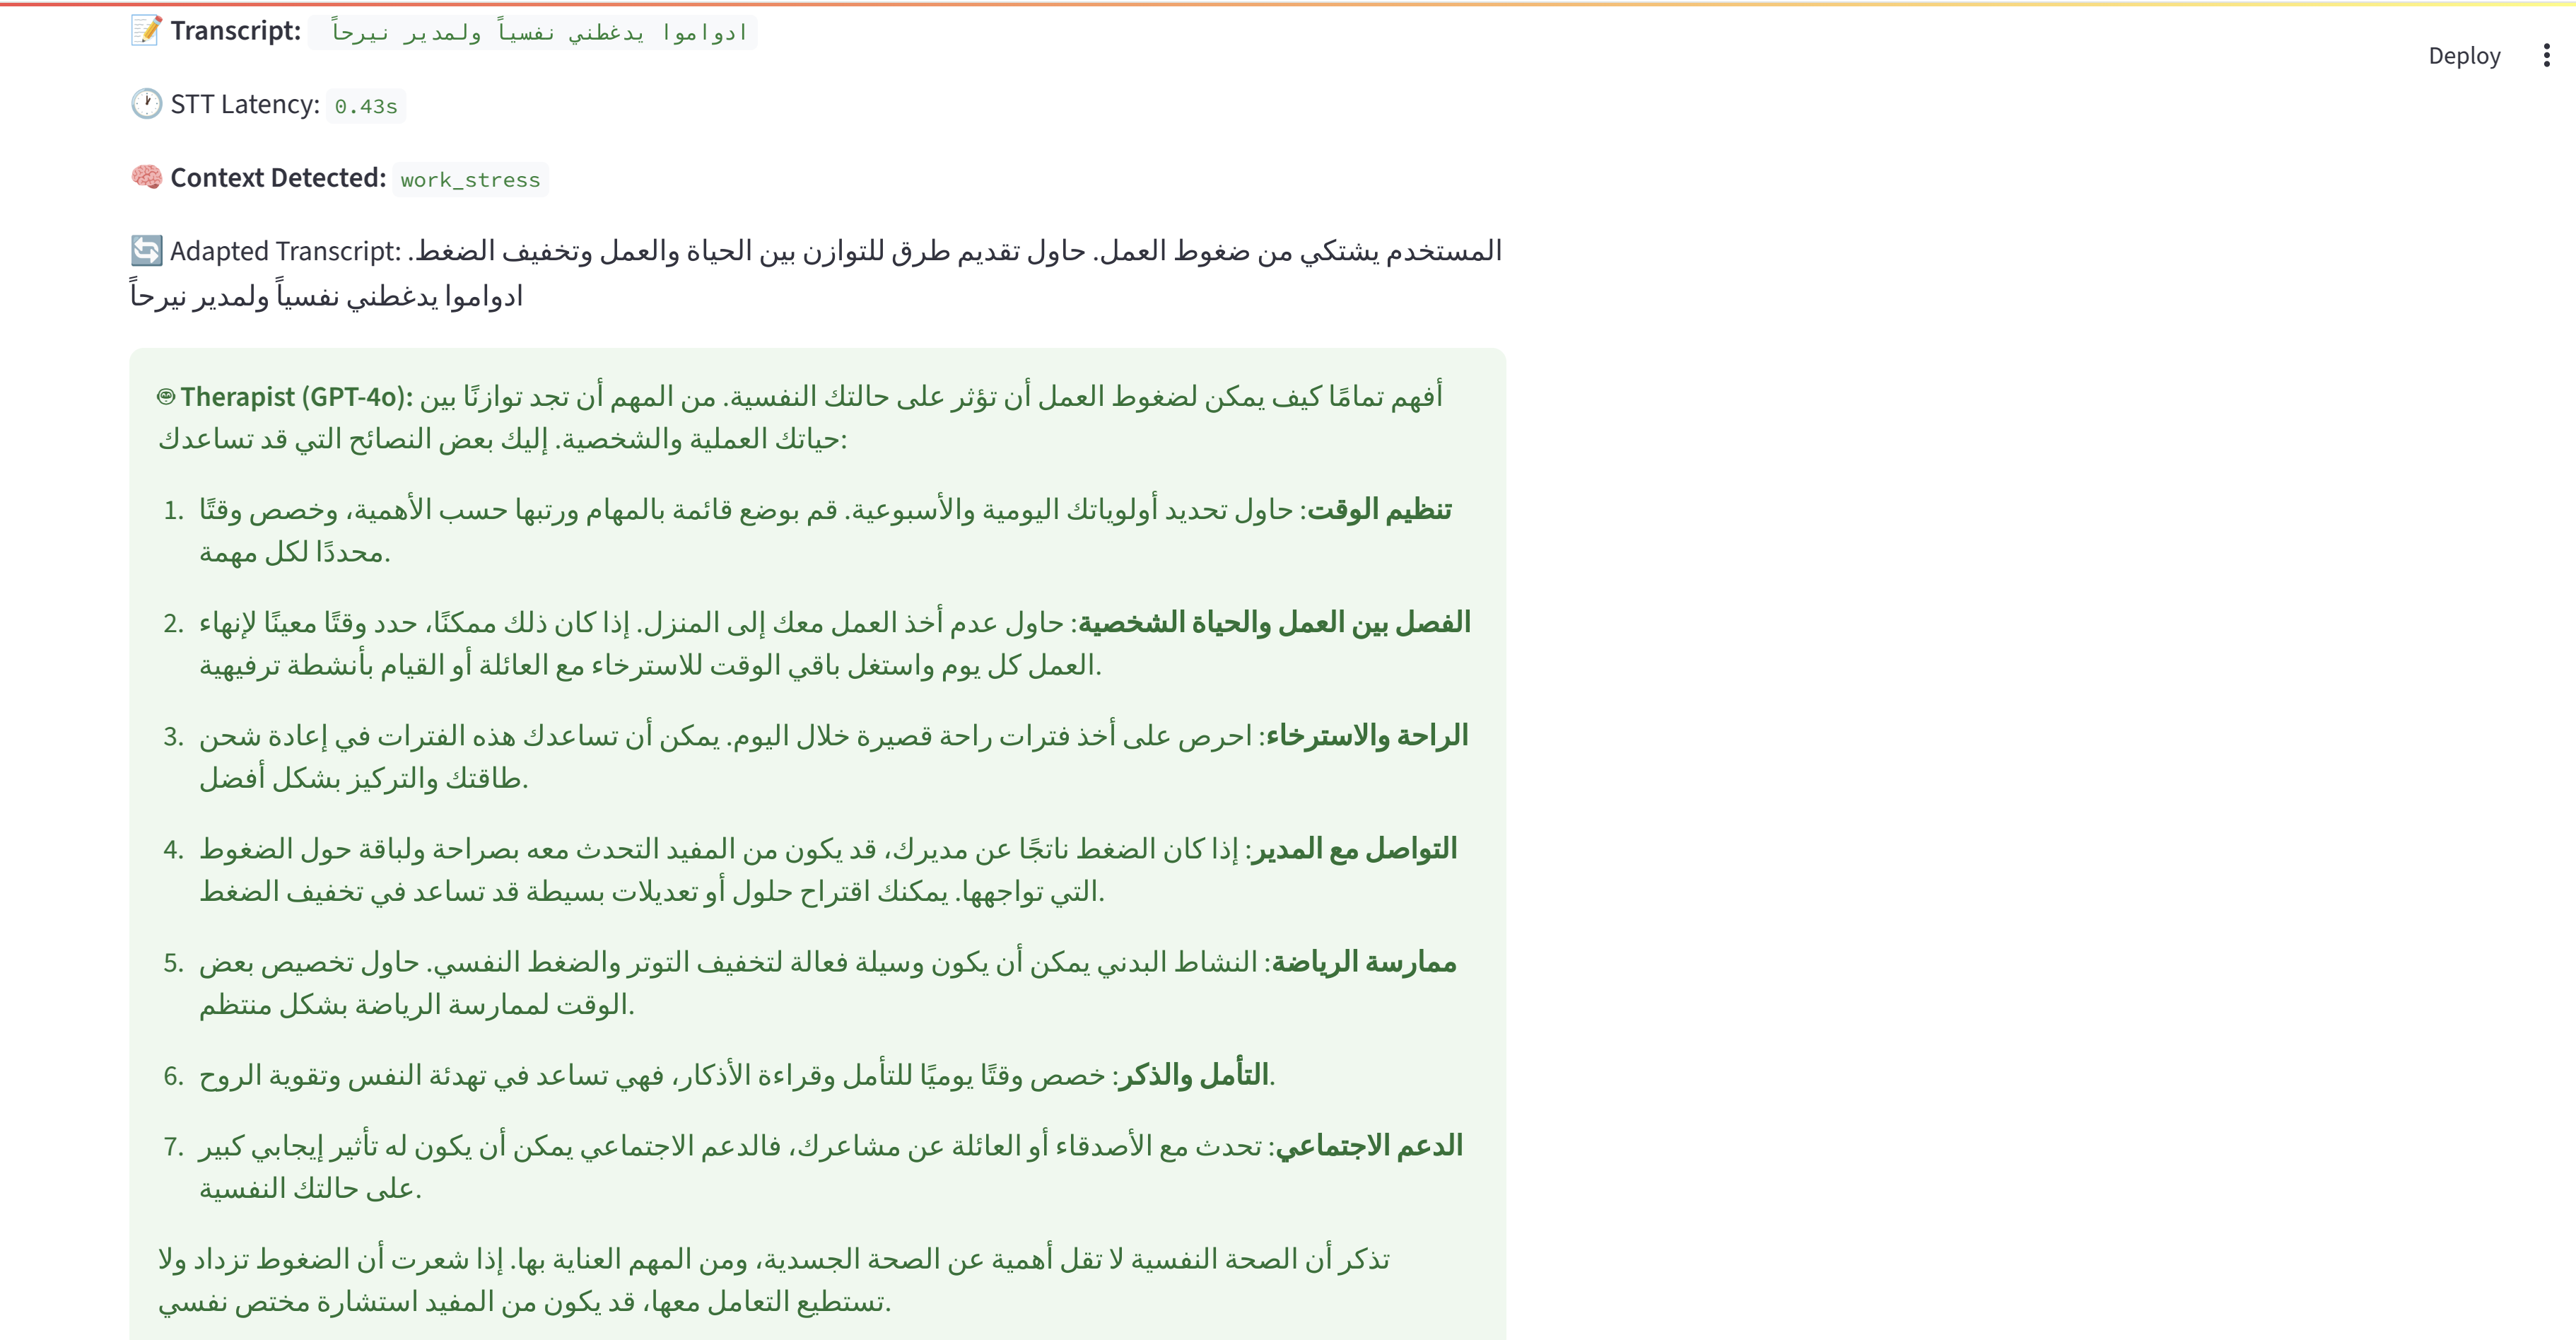 📝 Transcript: ادواموا يدغطني نفسياً ولمدير نيرحاً
Deploy
🕐 STT Latency: 0.43s
🧠 Context Detected: work_stress
🔄 Adapted Transcript: المستخدم يشتكي من ضغوط العمل. حاول تقديم طرق للتوازن بين الحياة والعمل وتخفيف الضغط.
ادواموا يدغطني نفسياً ولمدير نيرحاً
Therapist (GPT-4o): أفهم تمامًا كيف يمكن لضغوط العمل أن تؤثر على حالتك النفسية. من المهم أن تجد توازنًا بين
حياتك العملية والشخصية. إليك بعض النصائح التي قد تساعدك:
1. تنظيم الوقت: حاول تحديد أولوياتك اليومية والأسبوعية. قم بوضع قائمة بالمهام ورتبها حسب الأهمية، وخصص وقتًا
محددًا لكل مهمة.
2. الفصل بين العمل والحياة الشخصية: حاول عدم أخذ العمل معك إلى المنزل. إذا كان ذلك ممكنًا، حدد وقتًا معينًا لإنهاء
العمل كل يوم واستغل باقي الوقت للاسترخاء مع العائلة أو القيام بأنشطة ترفيهية.
3. الراحة والاسترخاء: احرص على أخذ فترات راحة قصيرة خلال اليوم. يمكن أن تساعدك هذه الفترات في إعادة شحن
طاقتك والتركيز بشكل أفضل.
4. التواصل مع المدير: إذا كان الضغط ناتجًا عن مديرك، قد يكون من المفيد التحدث معه بصراحة ولباقة حول الضغوط
التي تواجهها. يمكنك اقتراح حلول أو تعديلات بسيطة قد تساعد في تخفيف الضغط.
5. ممارسة الرياضة: النشاط البدني يمكن أن يكون وسيلة فعالة لتخفيف التوتر والضغط النفسي. حاول تخصيص بعض
الوقت لممارسة الرياضة بشكل منتظم.
6. التأمل والذكر: خصص وقتًا يوميًا للتأمل وقراءة الأذكار، فهي تساعد في تهدئة النفس وتقوية الروح.
7. الدعم الاجتماعي: تحدث مع الأصدقاء أو العائلة عن مشاعرك، فالدعم الاجتماعي يمكن أن يكون له تأثير إيجابي كبير
على حالتك النفسية.
تذكر أن الصحة النفسية لا تقل أهمية عن الصحة الجسدية، ومن المهم العناية بها. إذا شعرت أن الضغوط تزداد ولا
تستطيع التعامل معها، قد يكون من المفيد استشارة مختص نفسي.